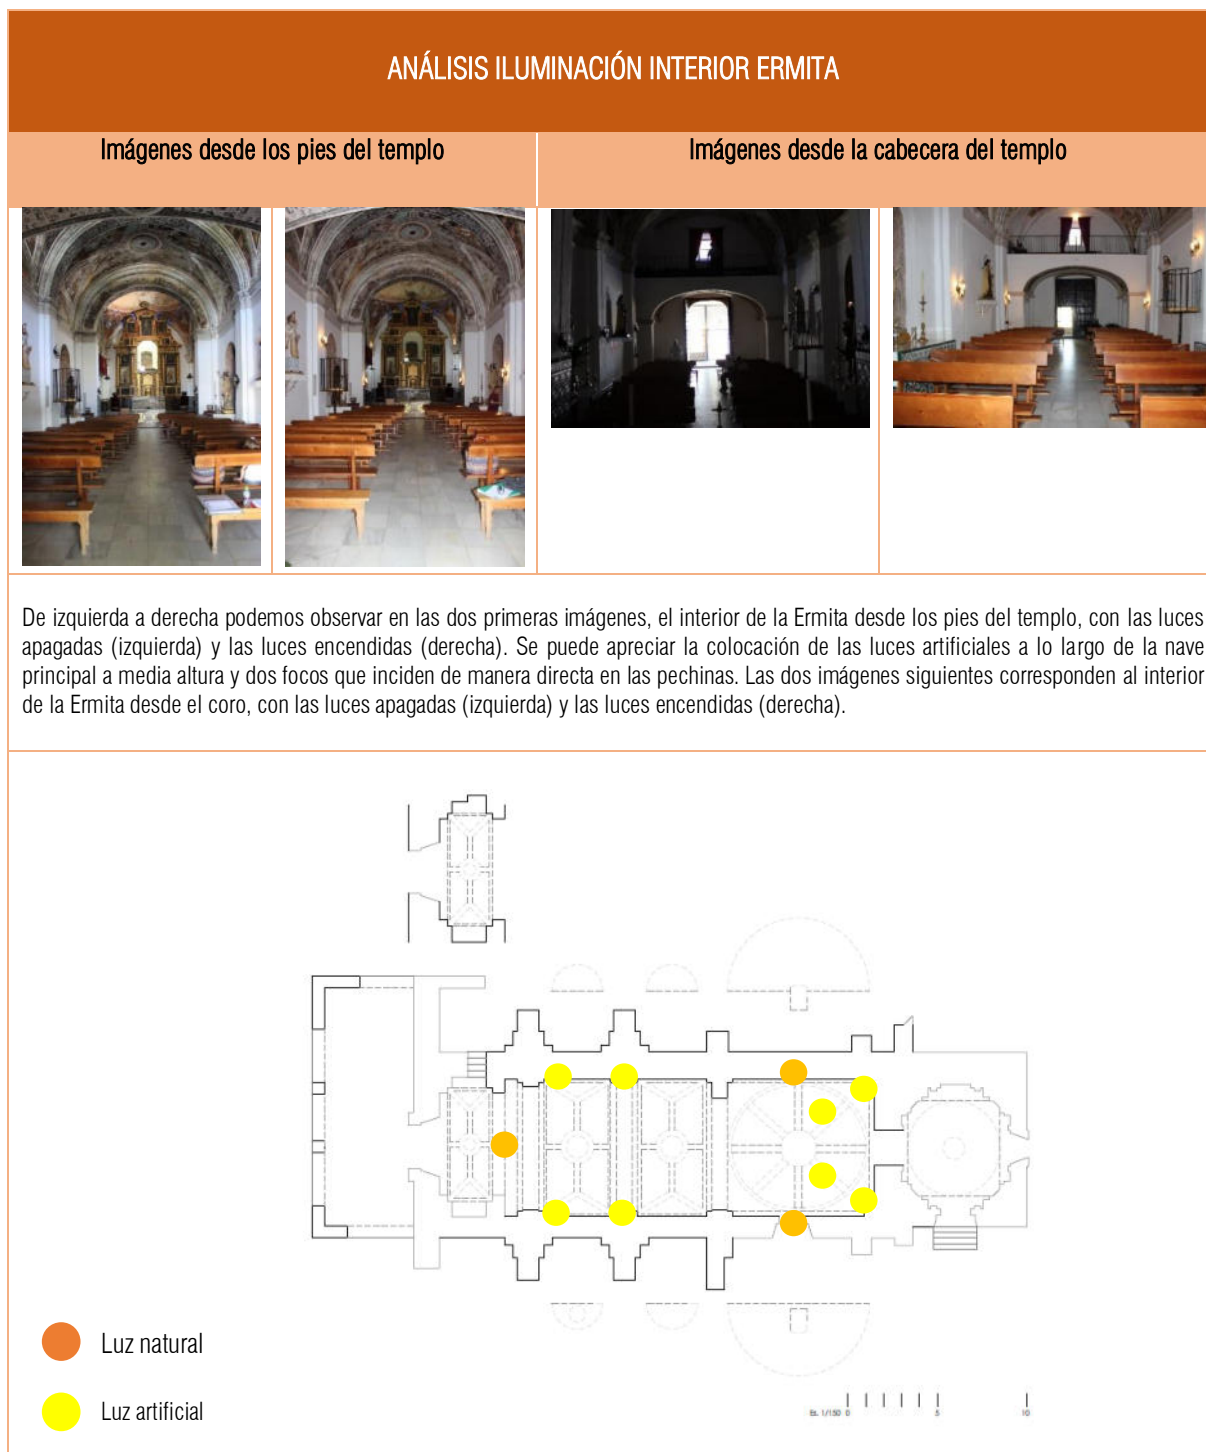 ANÁLISIS ILUMINACIÓN INTERIOR ERMITA
Imágenes desde los pies del templo
Imágenes desde la cabecera del templo
De izquierda a derecha podemos observar en las dos primeras imágenes, el interior de la Ermita desde los pies del templo, con las luces
apagadas (izquierda) y las luces encendidas (derecha). Se puede apreciar la colocación de las luces artificiales a lo largo de la nave
principal a media altura y dos focos que inciden de manera directa en las pechinas. Las dos imágenes siguientes corresponden al interior
de la Ermita desde el coro, con las luces apagadas (izquierda) y las luces encendidas (derecha).
Luz natural
Luz artificial
Es. 1/150 0 5 10